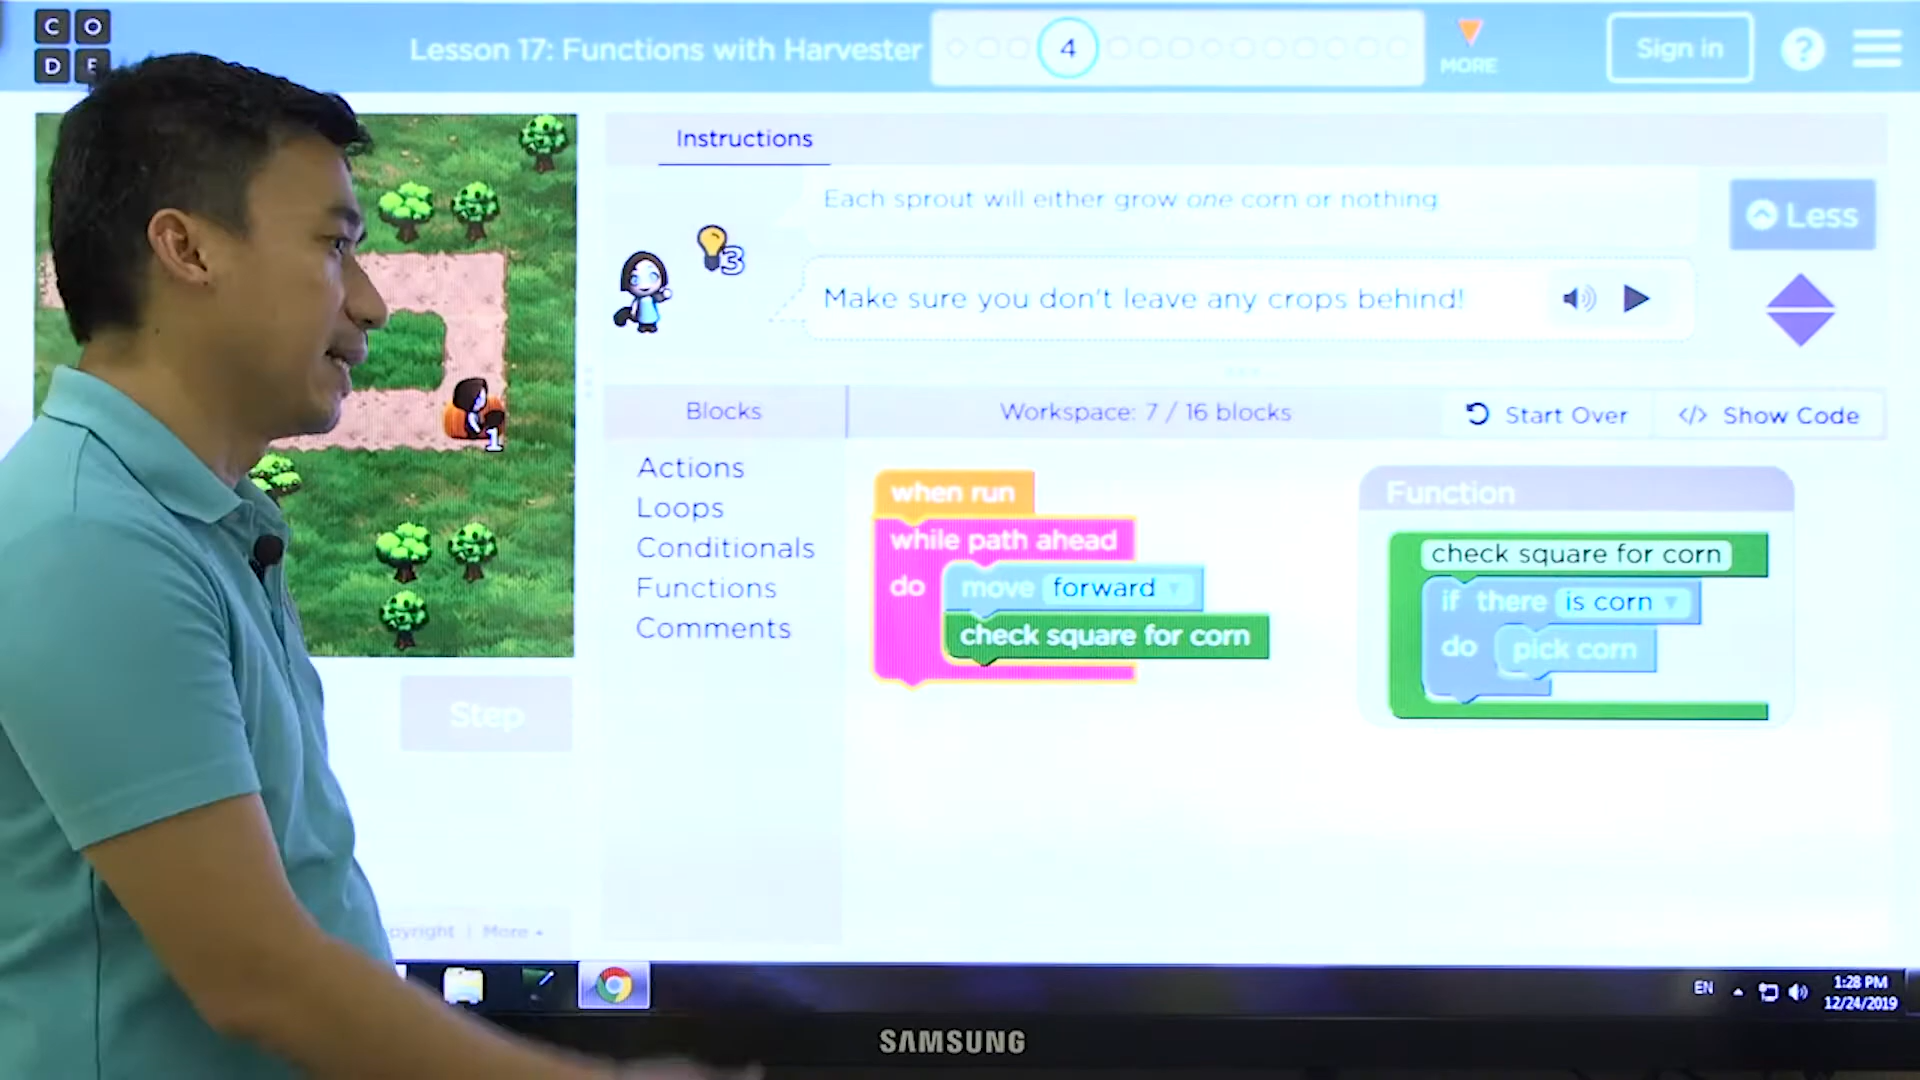 C O
D E
Lesson 17: Functions with Harvester
4
MORE
Sign in
?
Instructions
Each sprout will either grow one corn or nothing
3
Make sure you don't leave any crops behind!
Less
1
Blocks
Workspace: 7 / 16 blocks
Start Over
</> Show Code
Actions
Loops
Conditionals
Functions
Comments
when run
while path ahead
do
move forward
check square for corn
Function
check square for corn
if there is corn
do pick corn
Step
pyright | More
EN
1:28 PM
12/24/2019
SAMSUNG